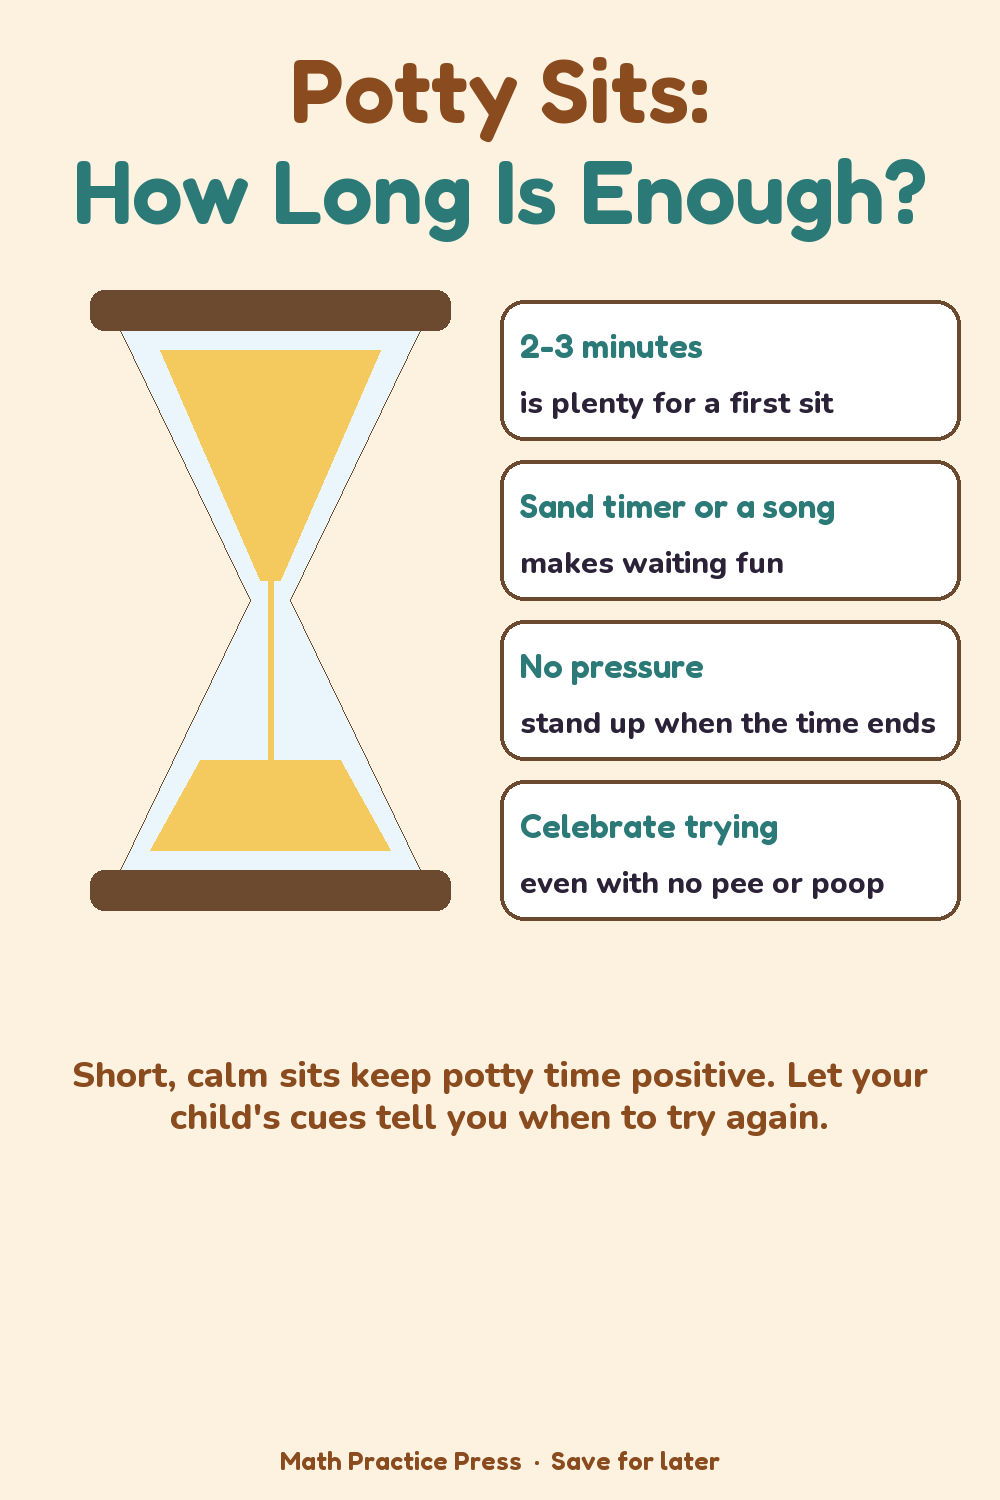 Potty Sits:
How Long Is Enough?
2-3 minutes
is plenty for a first sit
Sand timer or a song
makes waiting fun
No pressure
stand up when the time ends
Celebrate trying
even with no pee or poop
Short, calm sits keep potty time positive. Let your
child's cues tell you when to try again.
Math Practice Press · Save for later